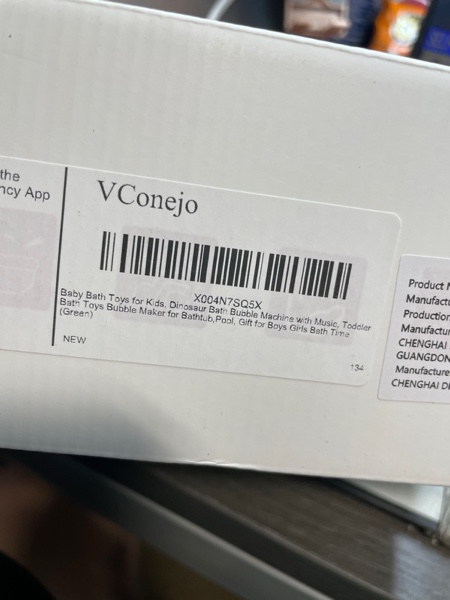 the
ncy App
VConejo
X004N7SQ5X
Baby Bath Toys for Kids, Dinosaur Bath Bubble Machine with Music, Toddler
Bath Toys Bubble Maker for Bathtub,Pool, Gift for Boys Girls Bath Time
(Green)
NEW
134
Product N
Manufactu
Production
Manufactur
CHENGHAI
GUANGDON
Manufacture
CHENGHAI DI